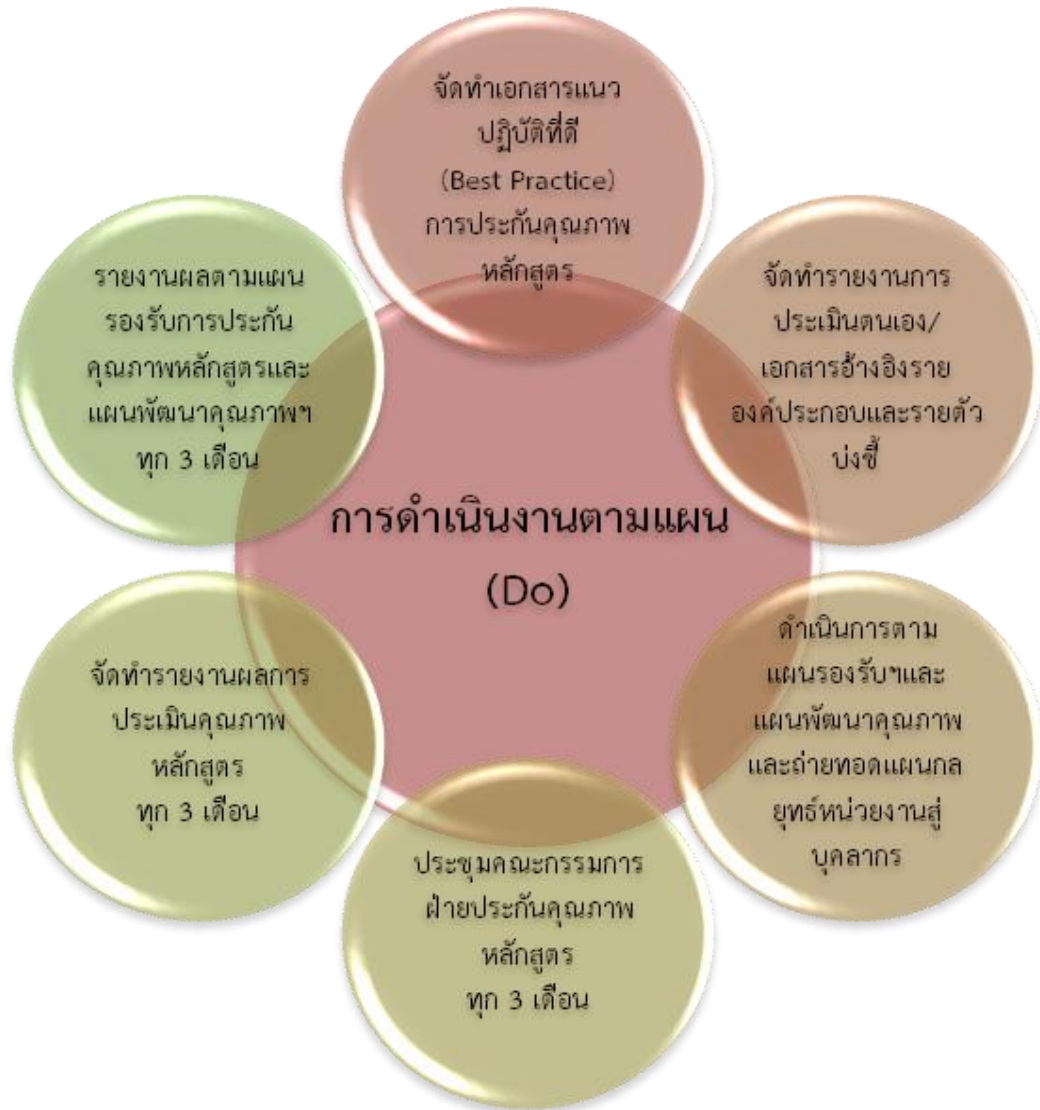 จัดทำเอกสารแนว
ปฏิบัติที่ดี
(Best Practice)
การประกันคุณภาพ
หลักสูตร
จัดทำรายงานการ
ประเมินตนเอง/
เอกสารอ้างอิงราย
องค์ประกอบและรายตัว
บ่งชี้
ดำเนินการตาม
แผนรองรับฯและ
แผนพัฒนาคุณภาพ
และถ่ายทอดแผนกล
ยุทธ์หน่วยงานสู่
บุคลากร
ประชุมคณะกรรมการ
ฝ่ายประกันคุณภาพ
หลักสูตร
ทุก 3 เดือน
จัดทำรายงานผลการ
ประเมินคุณภาพ
หลักสูตร
ทุก 3 เดือน
รายงานผลตามแผน
รองรับการประกัน
คุณภาพหลักสูตรและ
แผนพัฒนาคุณภาพฯ
ทุก 3 เดือน
การดำเนินงานตามแผน
(Do)